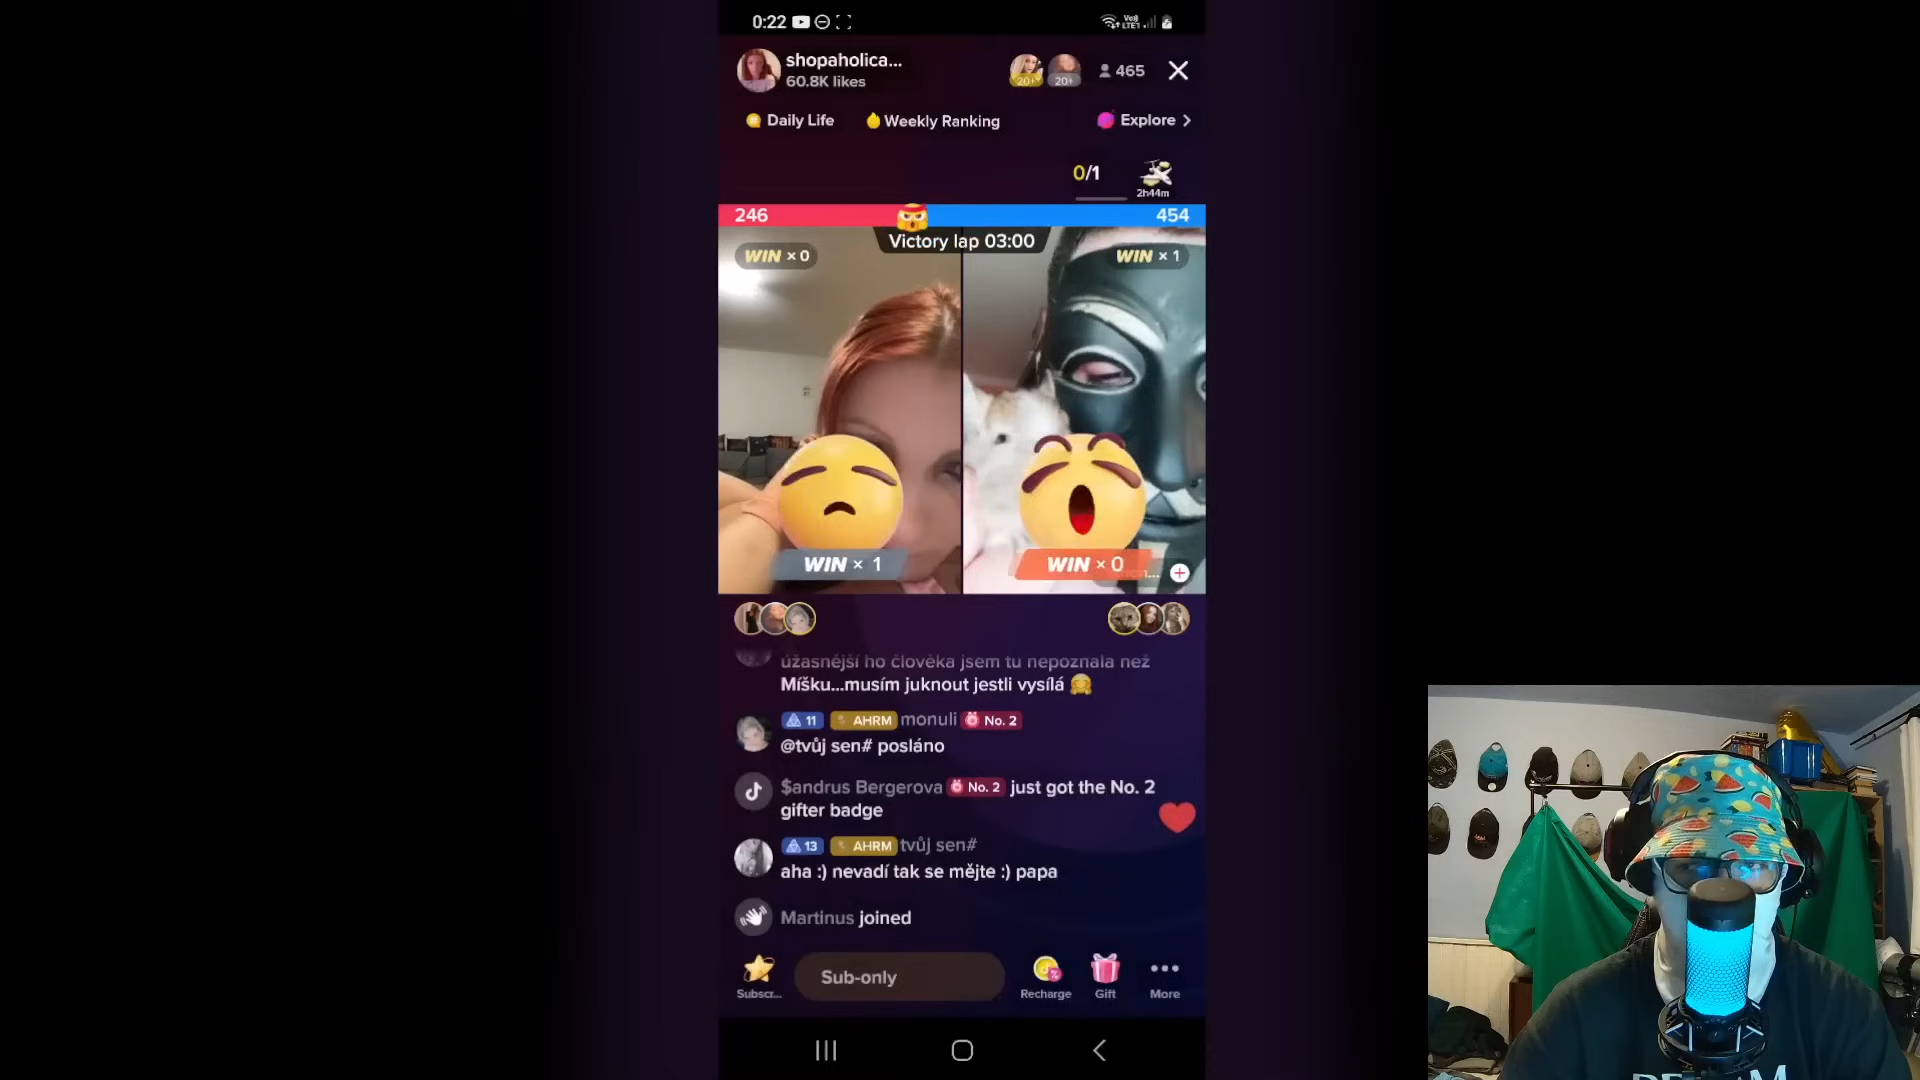 0:22
Vo))
LTE1
shopaholica...
60.8K likes
20+
20+
465
Daily Life
Weekly Ranking
Explore
0/1
2h44m
246
454
Victory lap 03:00
WIN × 0
WIN × 1
WIN × 1
WIN × 0
úžasnější ho člověka jsem tu nepoznala než
Míšku...musím juknout jestli vysílá
11 AHRM monuli No. 2
@tvůj sen# posláno
$andrus Bergerova No. 2 just got the No. 2
gifter badge
13 AHRM tvůj sen#
aha :) nevadí tak se mějte :) papa
Martinus joined
Subscr...
Sub-only
Recharge
Gift
More